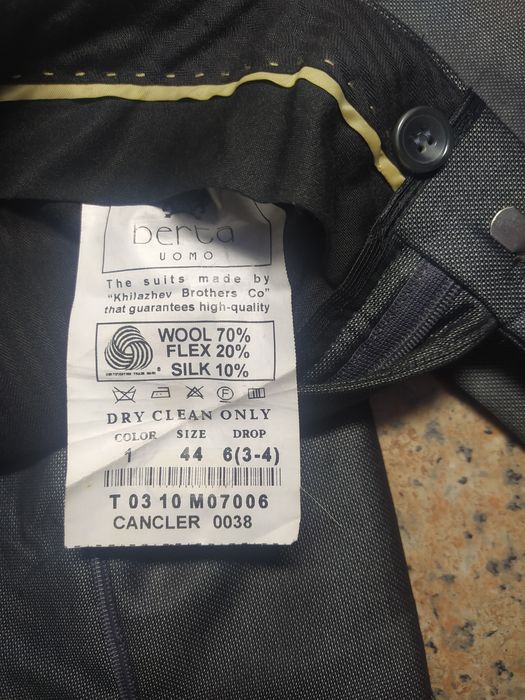 berta
UOMO
The suits made by
"Khilazhev Brothers Co"
that guarantees high-quality
WOOL 70%
FLEX 20%
SILK 10%
DRY CLEAN ONLY
COLOR SIZE DROP
1 44 6(3-4)
T 03 10 M07006
CANCLER 0038